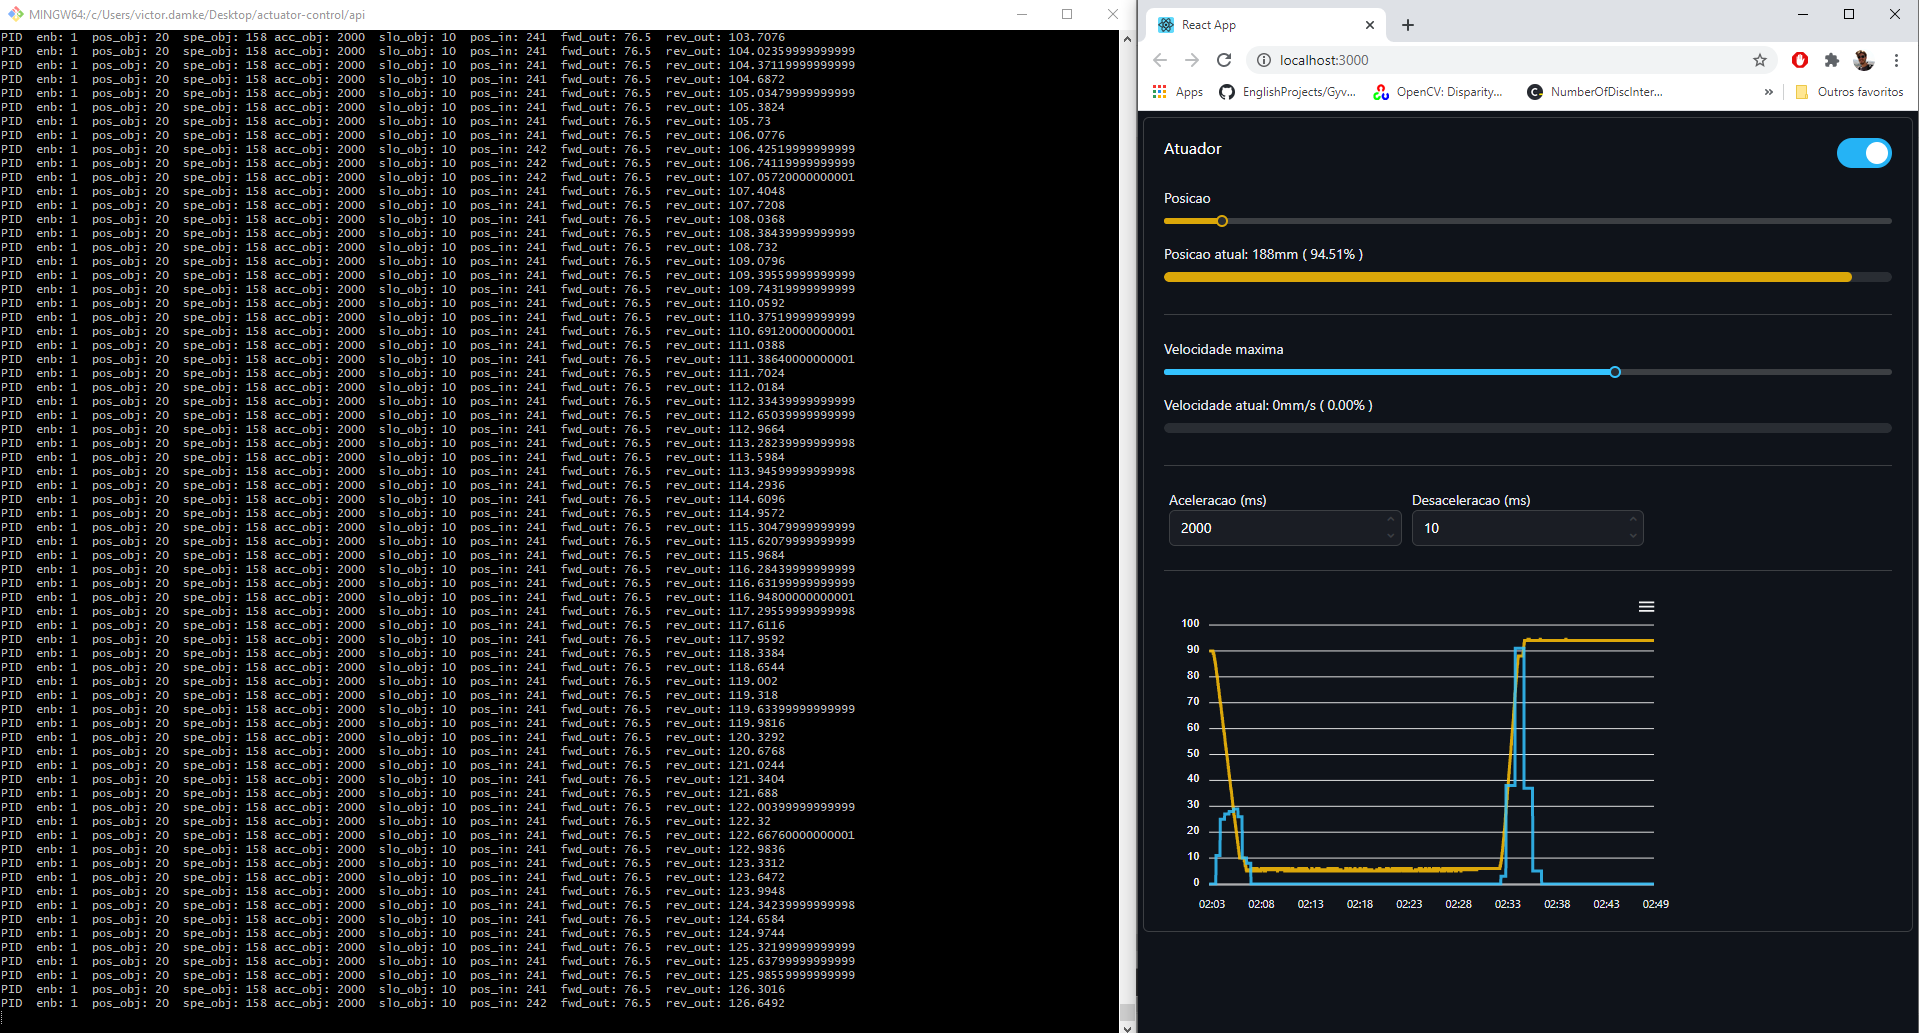 MINGW64:/c/Users/victor.damke/Desktop/actuator-control/api
PID  enb: 1  pos_obj: 20  spe_obj: 158 acc_obj: 2000  slo_obj: 10  pos_in: 241  fwd_out: 76.5  rev_out: 103.7076
PID  enb: 1  pos_obj: 20  spe_obj: 158 acc_obj: 2000  slo_obj: 10  pos_in: 241  fwd_out: 76.5  rev_out: 104.02359999999999
PID  enb: 1  pos_obj: 20  spe_obj: 158 acc_obj: 2000  slo_obj: 10  pos_in: 241  fwd_out: 76.5  rev_out: 104.37119999999999
PID  enb: 1  pos_obj: 20  spe_obj: 158 acc_obj: 2000  slo_obj: 10  pos_in: 241  fwd_out: 76.5  rev_out: 104.6872
PID  enb: 1  pos_obj: 20  spe_obj: 158 acc_obj: 2000  slo_obj: 10  pos_in: 241  fwd_out: 76.5  rev_out: 105.03479999999999
PID  enb: 1  pos_obj: 20  spe_obj: 158 acc_obj: 2000  slo_obj: 10  pos_in: 241  fwd_out: 76.5  rev_out: 105.3824
PID  enb: 1  pos_obj: 20  spe_obj: 158 acc_obj: 2000  slo_obj: 10  pos_in: 241  fwd_out: 76.5  rev_out: 105.73
PID  enb: 1  pos_obj: 20  spe_obj: 158 acc_obj: 2000  slo_obj: 10  pos_in: 241  fwd_out: 76.5  rev_out: 106.0776
PID  enb: 1  pos_obj: 20  spe_obj: 158 acc_obj: 2000  slo_obj: 10  pos_in: 242  fwd_out: 76.5  rev_out: 106.42519999999999
PID  enb: 1  pos_obj: 20  spe_obj: 158 acc_obj: 2000  slo_obj: 10  pos_in: 242  fwd_out: 76.5  rev_out: 106.74119999999999
PID  enb: 1  pos_obj: 20  spe_obj: 158 acc_obj: 2000  slo_obj: 10  pos_in: 242  fwd_out: 76.5  rev_out: 107.05720000000001
PID  enb: 1  pos_obj: 20  spe_obj: 158 acc_obj: 2000  slo_obj: 10  pos_in: 241  fwd_out: 76.5  rev_out: 107.4048
PID  enb: 1  pos_obj: 20  spe_obj: 158 acc_obj: 2000  slo_obj: 10  pos_in: 241  fwd_out: 76.5  rev_out: 107.7208
PID  enb: 1  pos_obj: 20  spe_obj: 158 acc_obj: 2000  slo_obj: 10  pos_in: 241  fwd_out: 76.5  rev_out: 108.0368
PID  enb: 1  pos_obj: 20  spe_obj: 158 acc_obj: 2000  slo_obj: 10  pos_in: 241  fwd_out: 76.5  rev_out: 108.38439999999999
PID  enb: 1  pos_obj: 20  spe_obj: 158 acc_obj: 2000  slo_obj: 10  pos_in: 241  fwd_out: 76.5  rev_out: 108.732
PID  enb: 1  pos_obj: 20  spe_obj: 158 acc_obj: 2000  slo_obj: 10  pos_in: 241  fwd_out: 76.5  rev_out: 109.0796
PID  enb: 1  pos_obj: 20  spe_obj: 158 acc_obj: 2000  slo_obj: 10  pos_in: 241  fwd_out: 76.5  rev_out: 109.39559999999999
PID  enb: 1  pos_obj: 20  spe_obj: 158 acc_obj: 2000  slo_obj: 10  pos_in: 241  fwd_out: 76.5  rev_out: 109.74319999999999
PID  enb: 1  pos_obj: 20  spe_obj: 158 acc_obj: 2000  slo_obj: 10  pos_in: 241  fwd_out: 76.5  rev_out: 110.0592
PID  enb: 1  pos_obj: 20  spe_obj: 158 acc_obj: 2000  slo_obj: 10  pos_in: 241  fwd_out: 76.5  rev_out: 110.37519999999999
PID  enb: 1  pos_obj: 20  spe_obj: 158 acc_obj: 2000  slo_obj: 10  pos_in: 241  fwd_out: 76.5  rev_out: 110.69120000000001
PID  enb: 1  pos_obj: 20  spe_obj: 158 acc_obj: 2000  slo_obj: 10  pos_in: 241  fwd_out: 76.5  rev_out: 111.0388
PID  enb: 1  pos_obj: 20  spe_obj: 158 acc_obj: 2000  slo_obj: 10  pos_in: 241  fwd_out: 76.5  rev_out: 111.38640000000001
PID  enb: 1  pos_obj: 20  spe_obj: 158 acc_obj: 2000  slo_obj: 10  pos_in: 241  fwd_out: 76.5  rev_out: 111.7024
PID  enb: 1  pos_obj: 20  spe_obj: 158 acc_obj: 2000  slo_obj: 10  pos_in: 241  fwd_out: 76.5  rev_out: 112.0184
PID  enb: 1  pos_obj: 20  spe_obj: 158 acc_obj: 2000  slo_obj: 10  pos_in: 241  fwd_out: 76.5  rev_out: 112.33439999999999
PID  enb: 1  pos_obj: 20  spe_obj: 158 acc_obj: 2000  slo_obj: 10  pos_in: 241  fwd_out: 76.5  rev_out: 112.65039999999999
PID  enb: 1  pos_obj: 20  spe_obj: 158 acc_obj: 2000  slo_obj: 10  pos_in: 241  fwd_out: 76.5  rev_out: 112.9664
PID  enb: 1  pos_obj: 20  spe_obj: 158 acc_obj: 2000  slo_obj: 10  pos_in: 241  fwd_out: 76.5  rev_out: 113.28239999999998
PID  enb: 1  pos_obj: 20  spe_obj: 158 acc_obj: 2000  slo_obj: 10  pos_in: 241  fwd_out: 76.5  rev_out: 113.5984
PID  enb: 1  pos_obj: 20  spe_obj: 158 acc_obj: 2000  slo_obj: 10  pos_in: 241  fwd_out: 76.5  rev_out: 113.94599999999998
PID  enb: 1  pos_obj: 20  spe_obj: 158 acc_obj: 2000  slo_obj: 10  pos_in: 241  fwd_out: 76.5  rev_out: 114.2936
PID  enb: 1  pos_obj: 20  spe_obj: 158 acc_obj: 2000  slo_obj: 10  pos_in: 241  fwd_out: 76.5  rev_out: 114.6096
PID  enb: 1  pos_obj: 20  spe_obj: 158 acc_obj: 2000  slo_obj: 10  pos_in: 241  fwd_out: 76.5  rev_out: 114.9572
PID  enb: 1  pos_obj: 20  spe_obj: 158 acc_obj: 2000  slo_obj: 10  pos_in: 241  fwd_out: 76.5  rev_out: 115.30479999999999
PID  enb: 1  pos_obj: 20  spe_obj: 158 acc_obj: 2000  slo_obj: 10  pos_in: 241  fwd_out: 76.5  rev_out: 115.62079999999999
PID  enb: 1  pos_obj: 20  spe_obj: 158 acc_obj: 2000  slo_obj: 10  pos_in: 241  fwd_out: 76.5  rev_out: 115.9684
PID  enb: 1  pos_obj: 20  spe_obj: 158 acc_obj: 2000  slo_obj: 10  pos_in: 241  fwd_out: 76.5  rev_out: 116.28439999999999
PID  enb: 1  pos_obj: 20  spe_obj: 158 acc_obj: 2000  slo_obj: 10  pos_in: 241  fwd_out: 76.5  rev_out: 116.63199999999999
PID  enb: 1  pos_obj: 20  spe_obj: 158 acc_obj: 2000  slo_obj: 10  pos_in: 241  fwd_out: 76.5  rev_out: 116.94800000000001
PID  enb: 1  pos_obj: 20  spe_obj: 158 acc_obj: 2000  slo_obj: 10  pos_in: 241  fwd_out: 76.5  rev_out: 117.29559999999998
PID  enb: 1  pos_obj: 20  spe_obj: 158 acc_obj: 2000  slo_obj: 10  pos_in: 241  fwd_out: 76.5  rev_out: 117.6116
PID  enb: 1  pos_obj: 20  spe_obj: 158 acc_obj: 2000  slo_obj: 10  pos_in: 241  fwd_out: 76.5  rev_out: 117.9592
PID  enb: 1  pos_obj: 20  spe_obj: 158 acc_obj: 2000  slo_obj: 10  pos_in: 241  fwd_out: 76.5  rev_out: 118.3384
PID  enb: 1  pos_obj: 20  spe_obj: 158 acc_obj: 2000  slo_obj: 10  pos_in: 241  fwd_out: 76.5  rev_out: 118.6544
PID  enb: 1  pos_obj: 20  spe_obj: 158 acc_obj: 2000  slo_obj: 10  pos_in: 241  fwd_out: 76.5  rev_out: 119.002
PID  enb: 1  pos_obj: 20  spe_obj: 158 acc_obj: 2000  slo_obj: 10  pos_in: 241  fwd_out: 76.5  rev_out: 119.318
PID  enb: 1  pos_obj: 20  spe_obj: 158 acc_obj: 2000  slo_obj: 10  pos_in: 241  fwd_out: 76.5  rev_out: 119.63399999999999
PID  enb: 1  pos_obj: 20  spe_obj: 158 acc_obj: 2000  slo_obj: 10  pos_in: 241  fwd_out: 76.5  rev_out: 119.9816
PID  enb: 1  pos_obj: 20  spe_obj: 158 acc_obj: 2000  slo_obj: 10  pos_in: 241  fwd_out: 76.5  rev_out: 120.3292
PID  enb: 1  pos_obj: 20  spe_obj: 158 acc_obj: 2000  slo_obj: 10  pos_in: 241  fwd_out: 76.5  rev_out: 120.6768
PID  enb: 1  pos_obj: 20  spe_obj: 158 acc_obj: 2000  slo_obj: 10  pos_in: 241  fwd_out: 76.5  rev_out: 121.0244
PID  enb: 1  pos_obj: 20  spe_obj: 158 acc_obj: 2000  slo_obj: 10  pos_in: 241  fwd_out: 76.5  rev_out: 121.3404
PID  enb: 1  pos_obj: 20  spe_obj: 158 acc_obj: 2000  slo_obj: 10  pos_in: 241  fwd_out: 76.5  rev_out: 121.688
PID  enb: 1  pos_obj: 20  spe_obj: 158 acc_obj: 2000  slo_obj: 10  pos_in: 241  fwd_out: 76.5  rev_out: 122.00399999999999
PID  enb: 1  pos_obj: 20  spe_obj: 158 acc_obj: 2000  slo_obj: 10  pos_in: 241  fwd_out: 76.5  rev_out: 122.32
PID  enb: 1  pos_obj: 20  spe_obj: 158 acc_obj: 2000  slo_obj: 10  pos_in: 241  fwd_out: 76.5  rev_out: 122.66760000000001
PID  enb: 1  pos_obj: 20  spe_obj: 158 acc_obj: 2000  slo_obj: 10  pos_in: 241  fwd_out: 76.5  rev_out: 122.9836
PID  enb: 1  pos_obj: 20  spe_obj: 158 acc_obj: 2000  slo_obj: 10  pos_in: 241  fwd_out: 76.5  rev_out: 123.3312
PID  enb: 1  pos_obj: 20  spe_obj: 158 acc_obj: 2000  slo_obj: 10  pos_in: 241  fwd_out: 76.5  rev_out: 123.6472
PID  enb: 1  pos_obj: 20  spe_obj: 158 acc_obj: 2000  slo_obj: 10  pos_in: 241  fwd_out: 76.5  rev_out: 123.9948
PID  enb: 1  pos_obj: 20  spe_obj: 158 acc_obj: 2000  slo_obj: 10  pos_in: 241  fwd_out: 76.5  rev_out: 124.34239999999998
PID  enb: 1  pos_obj: 20  spe_obj: 158 acc_obj: 2000  slo_obj: 10  pos_in: 241  fwd_out: 76.5  rev_out: 124.6584
PID  enb: 1  pos_obj: 20  spe_obj: 158 acc_obj: 2000  slo_obj: 10  pos_in: 241  fwd_out: 76.5  rev_out: 124.9744
PID  enb: 1  pos_obj: 20  spe_obj: 158 acc_obj: 2000  slo_obj: 10  pos_in: 241  fwd_out: 76.5  rev_out: 125.32199999999999
PID  enb: 1  pos_obj: 20  spe_obj: 158 acc_obj: 2000  slo_obj: 10  pos_in: 241  fwd_out: 76.5  rev_out: 125.63799999999999
PID  enb: 1  pos_obj: 20  spe_obj: 158 acc_obj: 2000  slo_obj: 10  pos_in: 241  fwd_out: 76.5  rev_out: 125.98559999999999
PID  enb: 1  pos_obj: 20  spe_obj: 158 acc_obj: 2000  slo_obj: 10  pos_in: 241  fwd_out: 76.5  rev_out: 126.3016
PID  enb: 1  pos_obj: 20  spe_obj: 158 acc_obj: 2000  slo_obj: 10  pos_in: 242  fwd_out: 76.5  rev_out: 126.6492
React App
localhost:3000
Apps EnglishProjects/Gyv... OpenCV: Disparity... NumberOfDiscInter... » Outros favoritos
Atuador
Posicao
Posicao atual: 188mm ( 94.51% )
Velocidade maxima
Velocidade atual: 0mm/s ( 0.00% )
Aceleracao (ms) Desaceleracao (ms)
2000 10
100
90
80
70
60
50
40
30
20
10
0
02:03 02:08 02:13 02:18 02:23 02:28 02:33 02:38 02:43 02:49